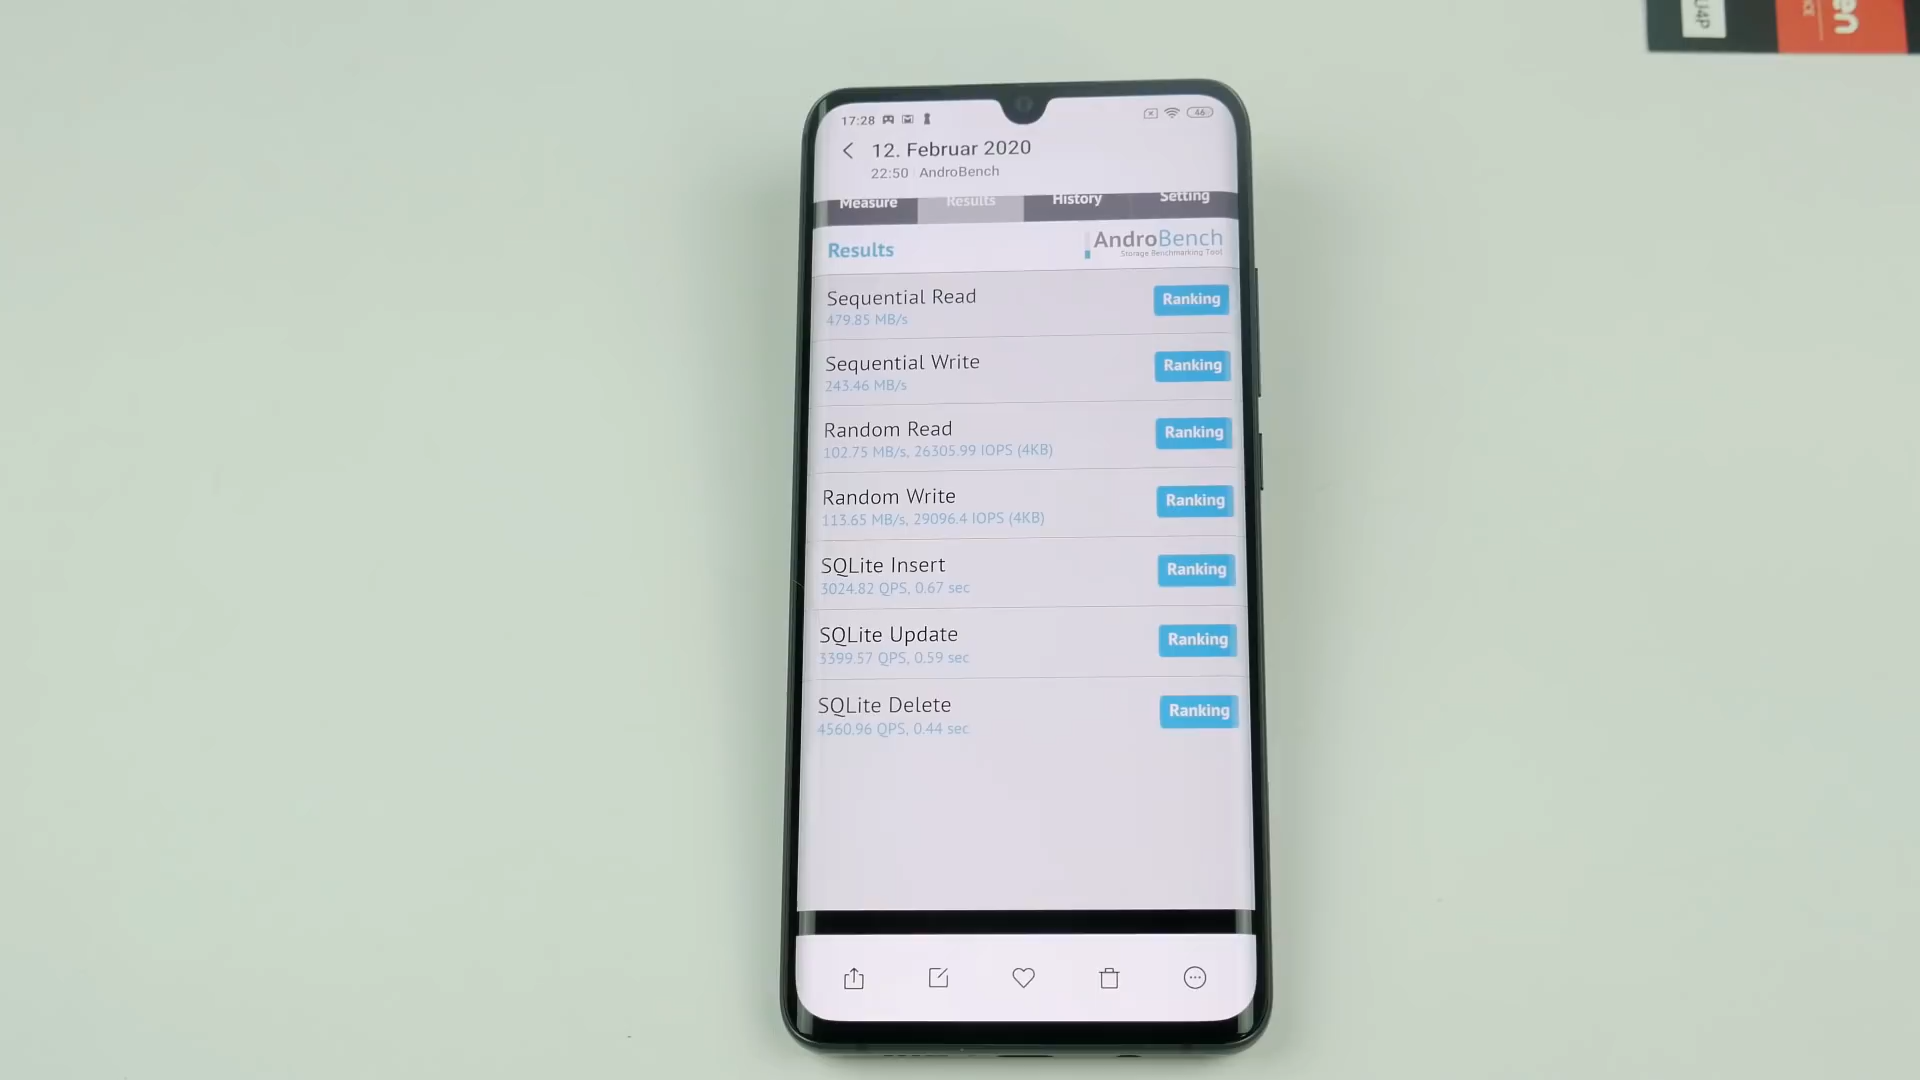 U4P
en
17:28
46
12. Februar 2020
22:50 AndroBench
Measure Results History Setting
Results
AndroBench
Storage Benchmarking Tool
Sequential Read
479.85 MB/s
Ranking
Sequential Write
243.46 MB/s
Ranking
Random Read
102.75 MB/s, 26305.99 IOPS (4KB)
Ranking
Random Write
113.65 MB/s, 29096.4 IOPS (4KB)
Ranking
SQLite Insert
3024.82 QPS, 0.67 sec
Ranking
SQLite Update
3399.57 QPS, 0.59 sec
Ranking
SQLite Delete
4560.96 QPS, 0.44 sec
Ranking